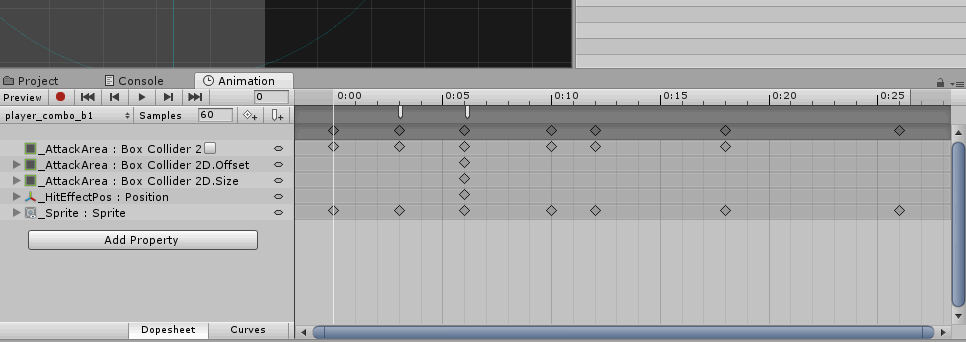 Project Console Animation
Preview 0 0:00 0:05 0:10 0:15 0:20 0:25
player_combo_b1 Samples 60
_AttackArea : Box Collider 2
_AttackArea : Box Collider 2D.Offset
_AttackArea : Box Collider 2D.Size
_HitEffectPos : Position
_Sprite : Sprite
Add Property
Dopesheet Curves